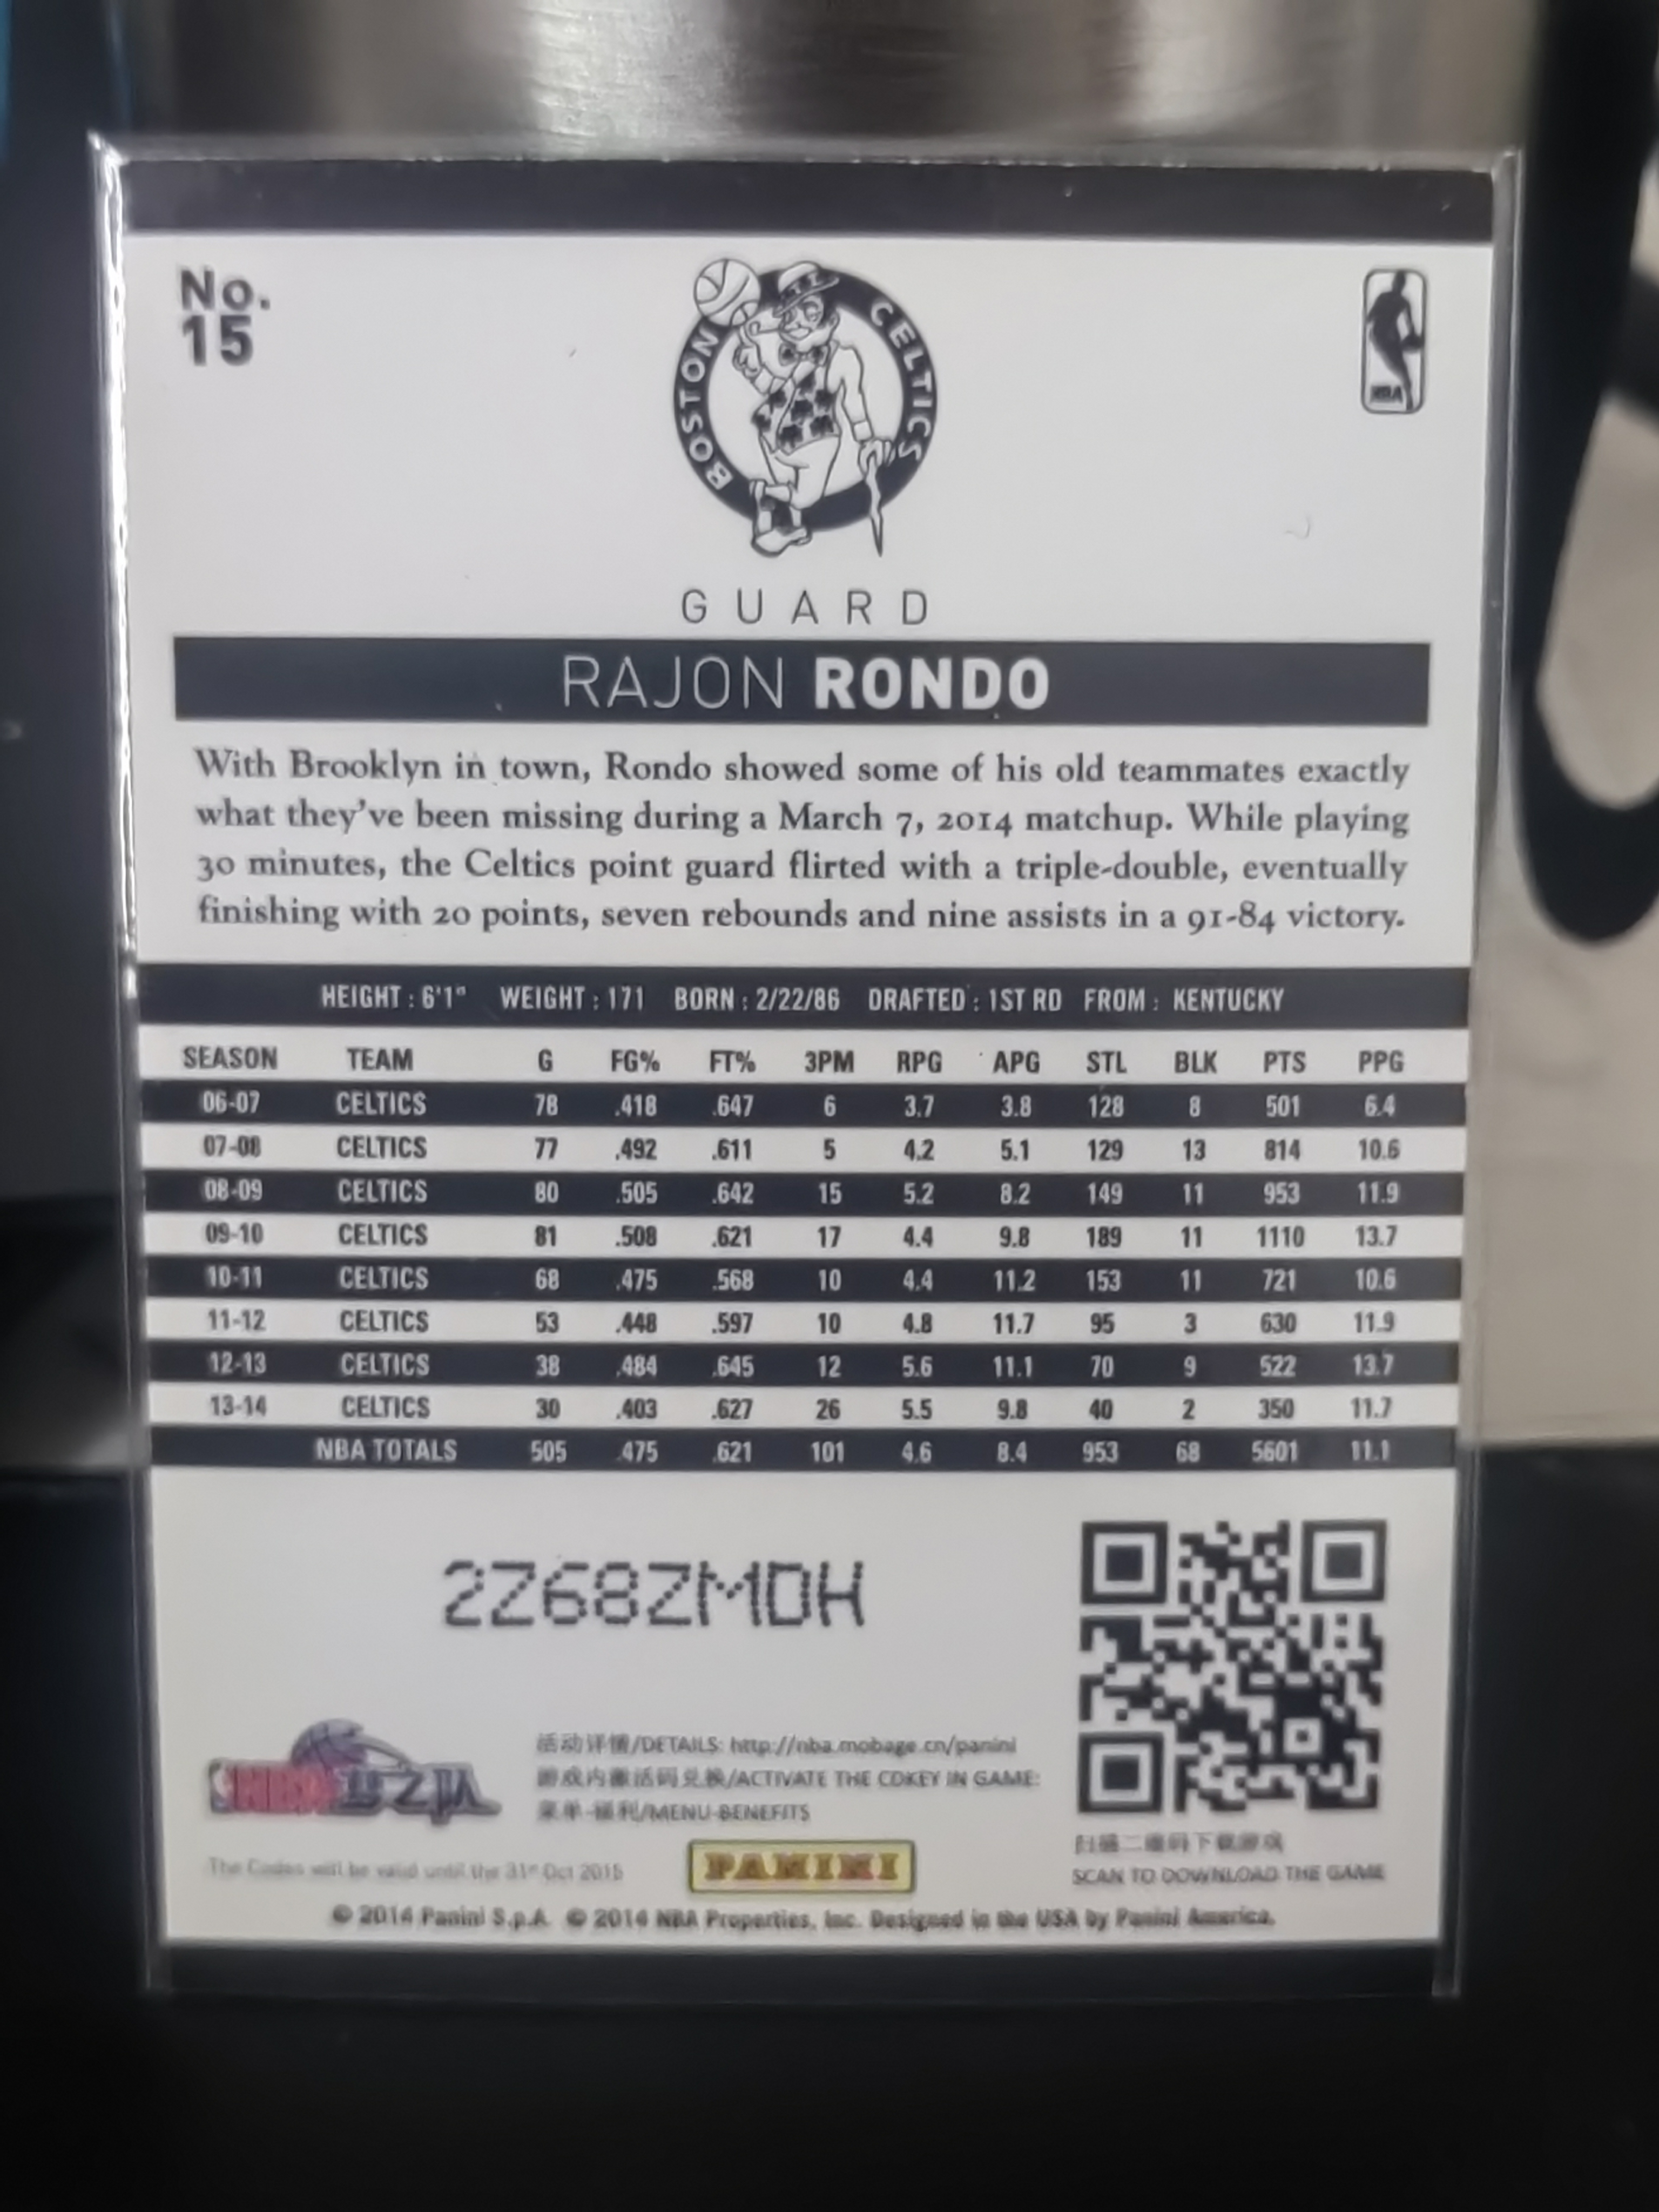 No.
15
BOSTON CELTICS
NBA
GUARD
RAJON RONDO
With Brooklyn in town, Rondo showed some of his old teammates exactly
what they've been missing during a March 7, 2014 matchup. While playing
30 minutes, the Celtics point guard flirted with a triple-double, eventually
finishing with 20 points, seven rebounds and nine assists in a 91-84 victory.
HEIGHT : 6'1" WEIGHT : 171 BORN : 2/22/86 DRAFTED : 1ST RD FROM : KENTUCKY
SEASON TEAM G FG% FT% 3PM RPG APG STL BLK PTS PPG
06-07 CELTICS 78 .418 .647 6 3.7 3.8 128 8 501 6.4
07-08 CELTICS 77 .492 .611 5 4.2 5.1 129 13 814 10.6
08-09 CELTICS 80 .505 .642 15 5.2 8.2 149 11 953 11.9
09-10 CELTICS 81 .508 .621 17 4.4 9.8 189 11 1110 13.7
10-11 CELTICS 68 .475 .568 10 4.4 11.2 153 11 721 10.6
11-12 CELTICS 53 .448 .597 10 4.8 11.7 95 3 630 11.9
12-13 CELTICS 38 .484 .645 12 5.6 11.1 70 9 522 13.7
13-14 CELTICS 30 .403 .627 26 5.5 9.8 40 2 350 11.7
NBA TOTALS 505 .475 .621 101 4.6 8.4 953 68 5601 11.1
2Z68ZMDH
NBA梦之队
活动详情/DETAILS: http://nba.mobage.cn/panini
游戏内激活码兑换/ACTIVATE THE CDKEY IN GAME:
菜单-福利/MENU-BENEFITS
扫描二维码下载游戏
SCAN TO DOWNLOAD THE GAME
The Codes will be valid until the 31st Oct 2015
PANINI
© 2014 Panini S.p.A. © 2014 NBA Properties, Inc. Designed in the USA by Panini America.